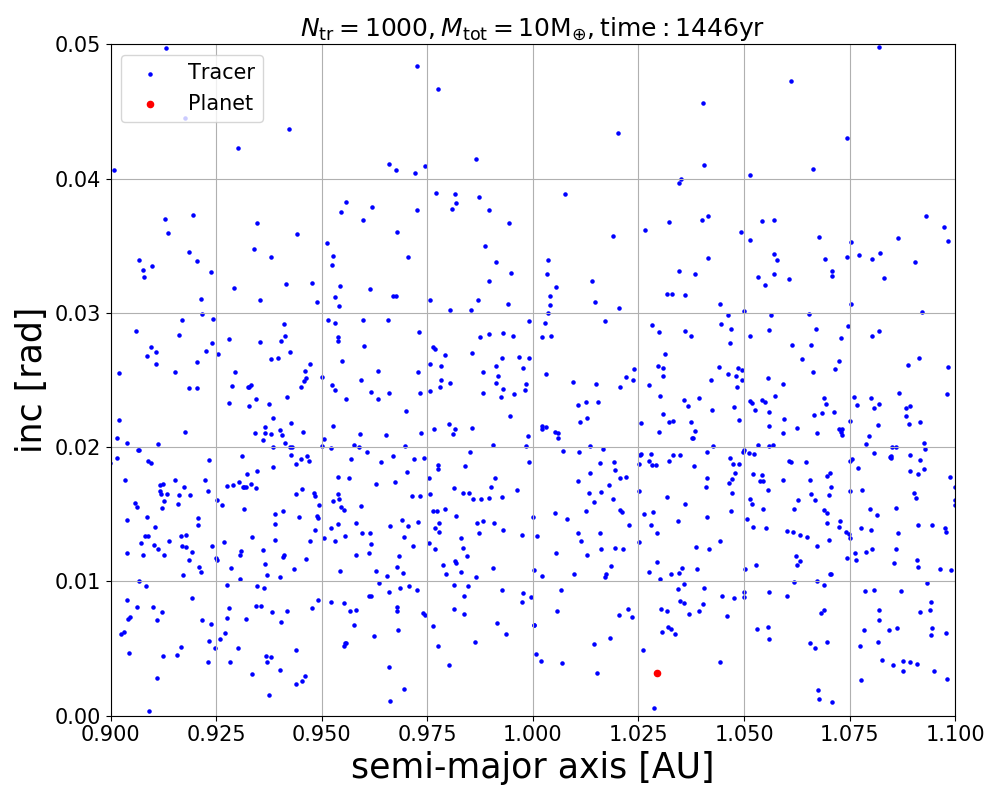 N_tr = 1000, M_tot = 10M_⊕, time : 1446yr
Tracer
Planet
0.05
0.04
0.03
0.02
0.01
0.00
inc [rad]
0.900 0.925 0.950 0.975 1.000 1.025 1.050 1.075 1.100
semi-major axis [AU]